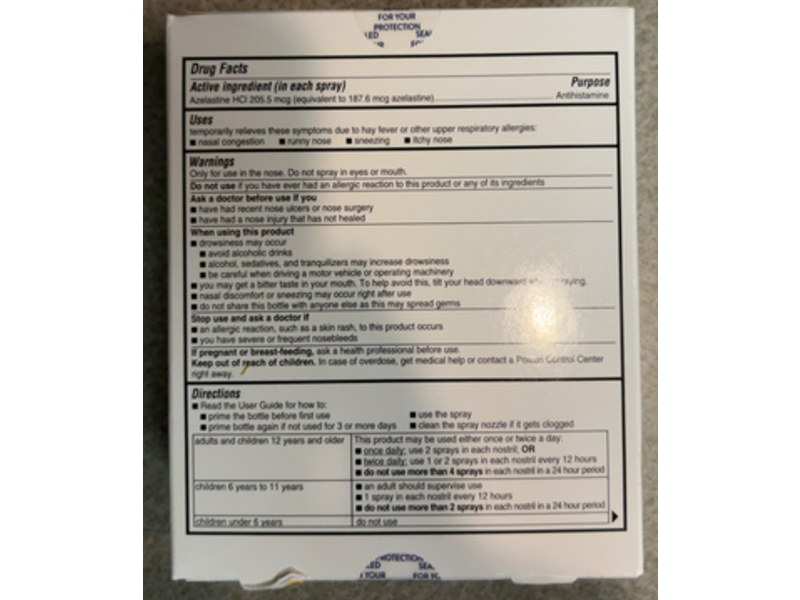 FOR YOUR
PROTECTION
LED SEA
Drug Facts
Active ingredient (in each spray) Purpose
Azelastine HCl 205.5 mcg (equivalent to 187.6 mcg azelastine) Antihistamine
Uses
temporarily relieves these symptoms due to hay fever or other upper respiratory allergies:
■ nasal congestion ■ runny nose ■ sneezing ■ itchy nose
Warnings
Only for use in the nose. Do not spray in eyes or mouth.
Do not use if you have ever had an allergic reaction to this product or any of its ingredients
Ask a doctor before use if you
■ have had recent nose ulcers or nose surgery
■ have had a nose injury that has not healed
When using this product
■ drowsiness may occur
■ avoid alcoholic drinks
■ alcohol, sedatives, and tranquilizers may increase drowsiness
■ be careful when driving a motor vehicle or operating machinery
■ you may get a bitter taste in your mouth. To help avoid this, tilt your head downward when spraying.
■ nasal discomfort or sneezing may occur right after use
■ do not share this bottle with anyone else as this may spread germs
Stop use and ask a doctor if
■ an allergic reaction, such as a skin rash, to this product occurs
■ you have severe or frequent nosebleeds
If pregnant or breast-feeding, ask a health professional before use.
Keep out of reach of children. In case of overdose, get medical help or contact a Poison Control Center
right away.
Directions
■ Read the User Guide for how to:
■ prime the bottle before first use ■ use the spray
■ prime bottle again if not used for 3 or more days ■ clean the spray nozzle if it gets clogged
adults and children 12 years and older This product may be used either once or twice a day:
■ once daily: use 2 sprays in each nostril; OR
■ twice daily: use 1 or 2 sprays in each nostril every 12 hours
■ do not use more than 4 sprays in each nostril in a 24 hour period
children 6 years to 11 years ■ an adult should supervise use
■ 1 spray in each nostril every 12 hours
■ do not use more than 2 sprays in each nostril in a 24 hour period
children under 6 years do not use
PROTECTION
LED SEA
YOUR FOR YO